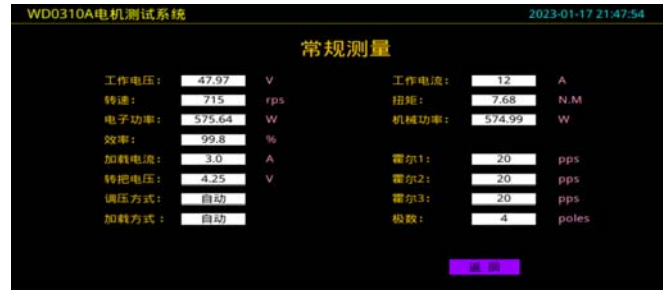 WD0310A电机测试系统 2023-01-17 21:47:54
常规测量
工作电压: 47.97 V 工作电流: 12 A
转速: 715 rps 扭矩: 7.68 N.M
电子功率: 575.64 W 机械功率: 574.99 W
效率: 99.8 %
加载电流: 3.0 A 霍尔1: 20 pps
转把电压: 4.25 V 霍尔2: 20 pps
调压方式: 自动 霍尔3: 20 pps
加载方式: 自动 极数: 4 poles
返回